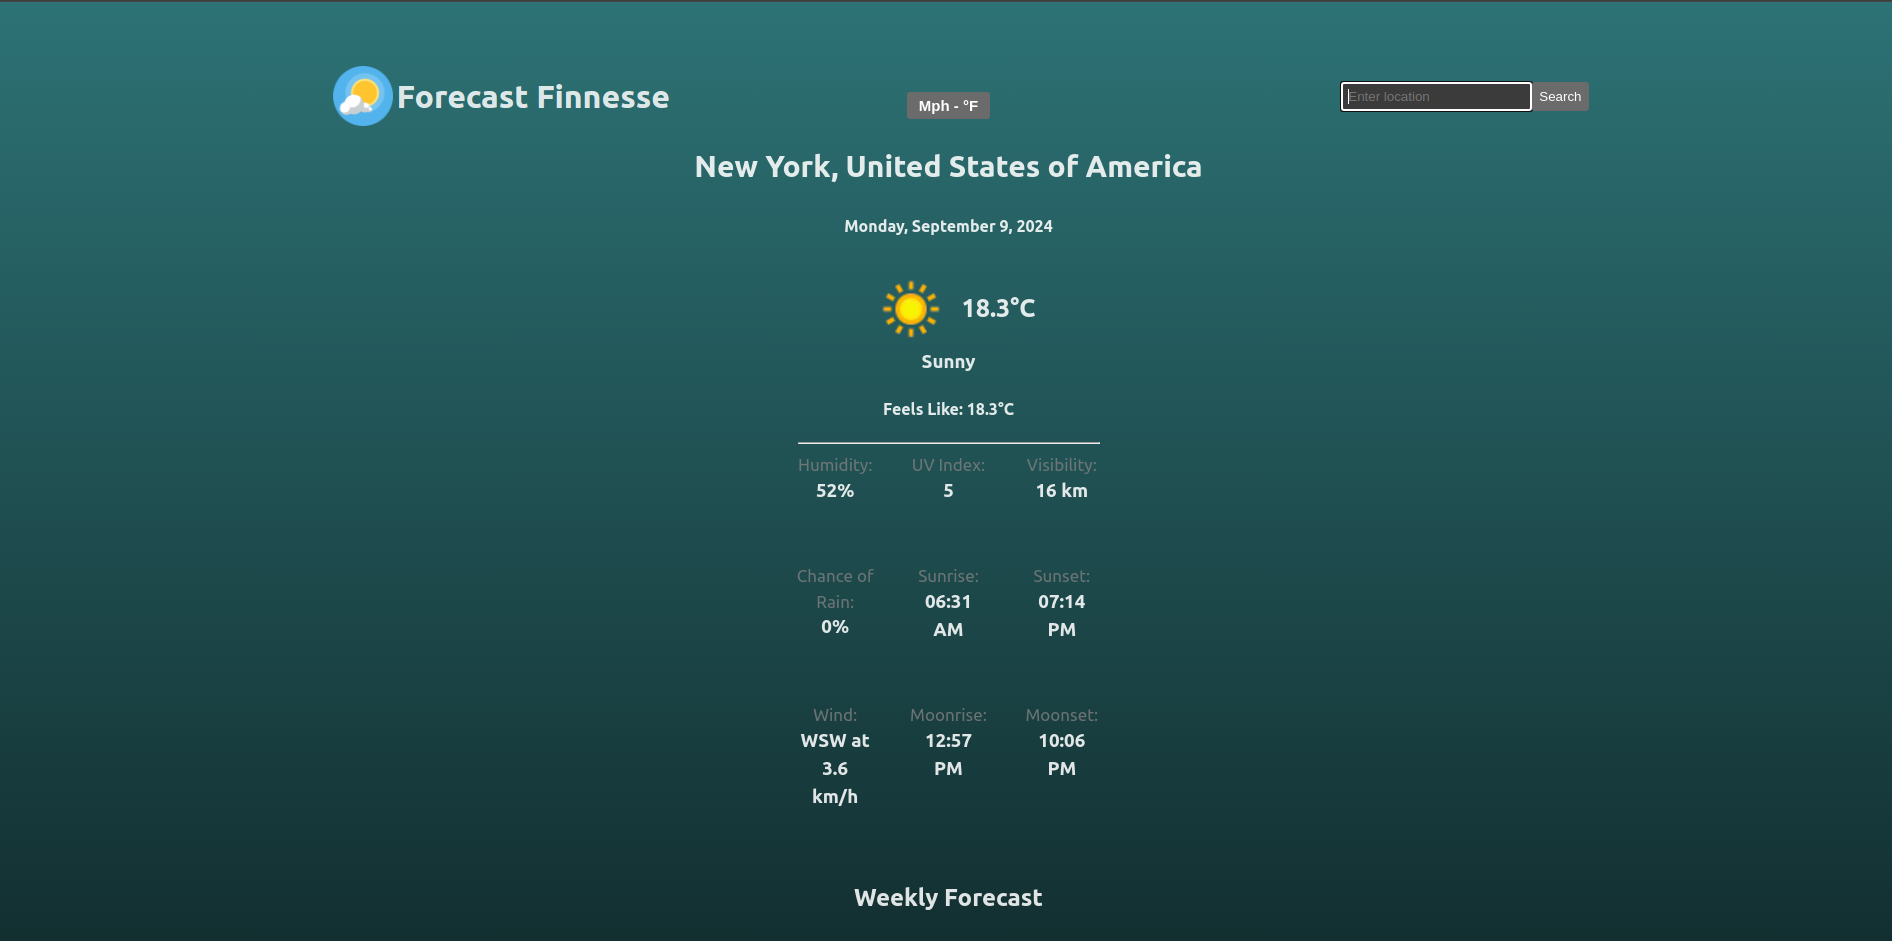 Forecast Finnesse
Mph - °F
Enter location
Search
New York, United States of America
Monday, September 9, 2024
18.3°C
Sunny
Feels Like: 18.3°C
Humidity: UV Index: Visibility:
52% 5 16 km
Chance of Rain:
0%
Sunrise:
06:31
AM
Sunset:
07:14
PM
Wind:
WSW at
3.6
km/h
Moonrise:
12:57
PM
Moonset:
10:06
PM
Weekly Forecast